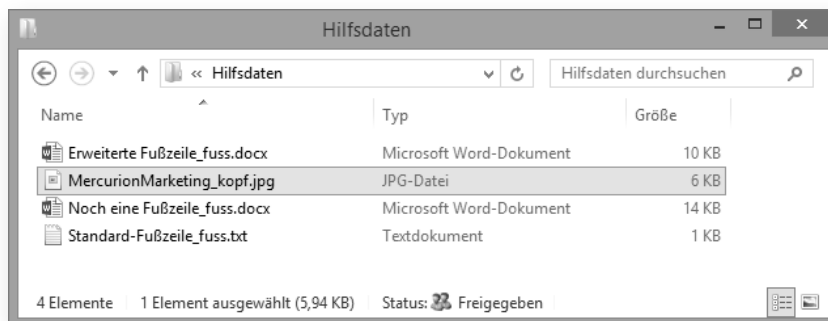 Hilfsdaten
« Hilfsdaten
Hilfsdaten durchsuchen
Name Typ Größe
Erweiterte Fußzeile_fuss.docx Microsoft Word-Dokument 10 KB
MercurionMarketing_kopf.jpg JPG-Datei 6 KB
Noch eine Fußzeile_fuss.docx Microsoft Word-Dokument 14 KB
Standard-Fußzeile_fuss.txt Textdokument 1 KB
4 Elemente 1 Element ausgewählt (5,94 KB) Status: Freigegeben